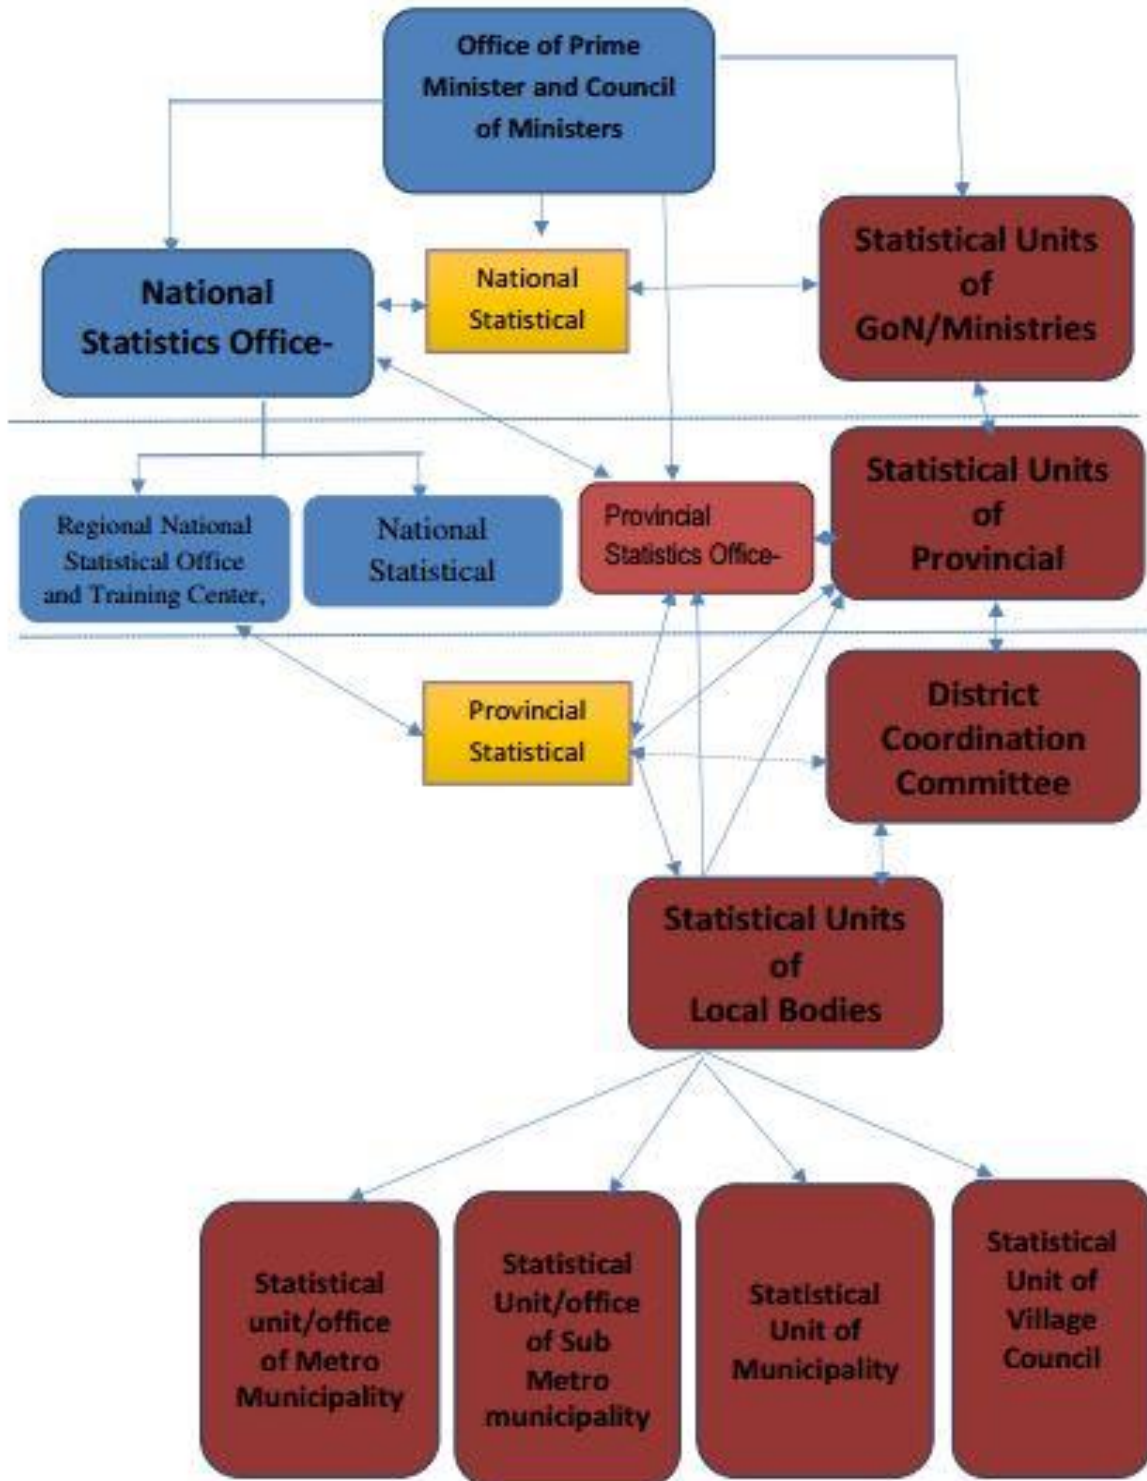 Office of Prime
Minister and Council
of Ministers
National
Statistics Office-
National
Statistical
Statistical Units
of
GoN/Ministries
Regional National
Statistical Office
and Training Center,
National
Statistical
Provincial
Statistics Office-
Statistical Units
of
Provincial
Provincial
Statistical
District
Coordination
Committee
Statistical Units
of
Local Bodies
Statistical
unit/office
of Metro
Municipality
Statistical
Unit/office
of Sub
Metro
municipality
Statistical
Unit of
Municipality
Statistical
Unit of
Village
Council